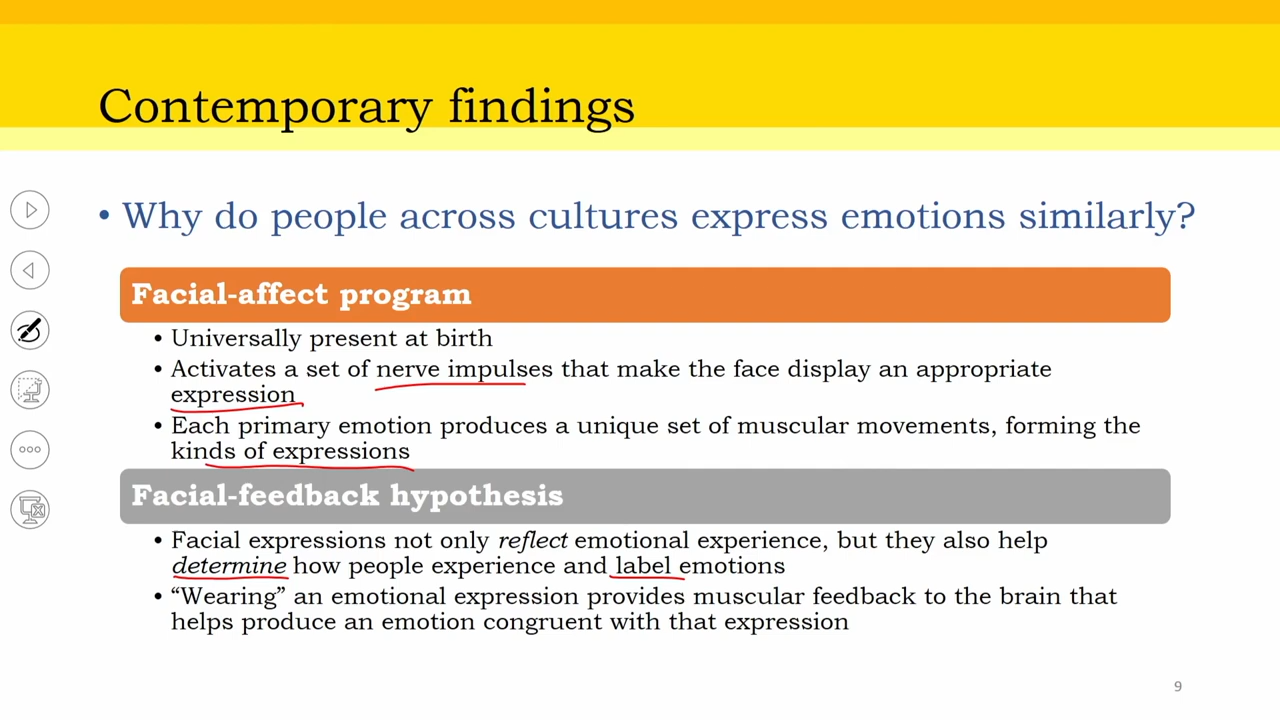 Contemporary findings
• Why do people across cultures express emotions similarly?
Facial-affect program
• Universally present at birth
• Activates a set of nerve impulses that make the face display an appropriate
expression
• Each primary emotion produces a unique set of muscular movements, forming the
kinds of expressions
Facial-feedback hypothesis
• Facial expressions not only reflect emotional experience, but they also help
determine how people experience and label emotions
• “Wearing” an emotional expression provides muscular feedback to the brain that
helps produce an emotion congruent with that expression
9